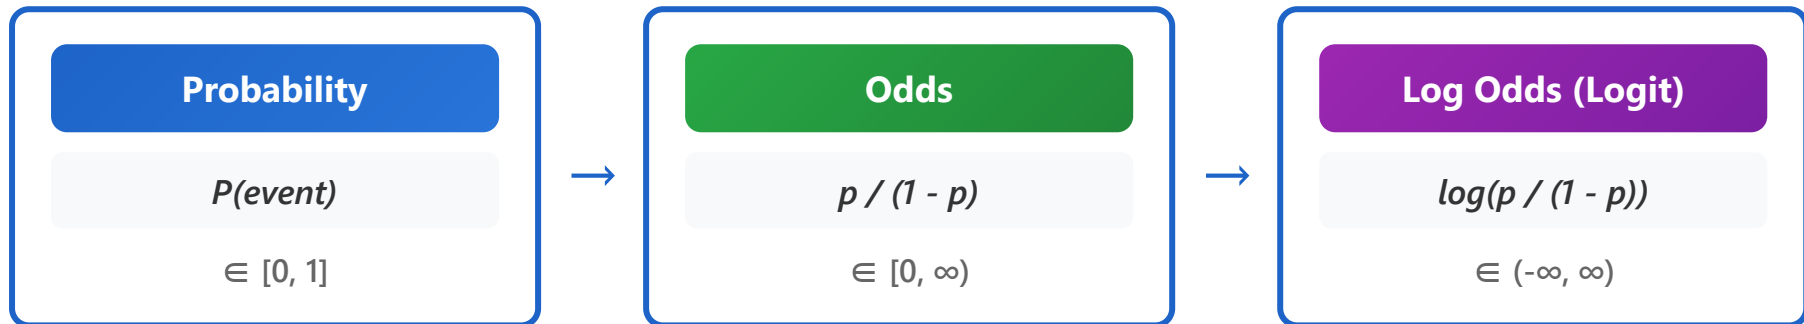 Probability
P(event)
∈ [0, 1]
→
Odds
p / (1 - p)
∈ [0, ∞)
→
Log Odds (Logit)
log(p / (1 - p))
∈ (-∞, ∞)